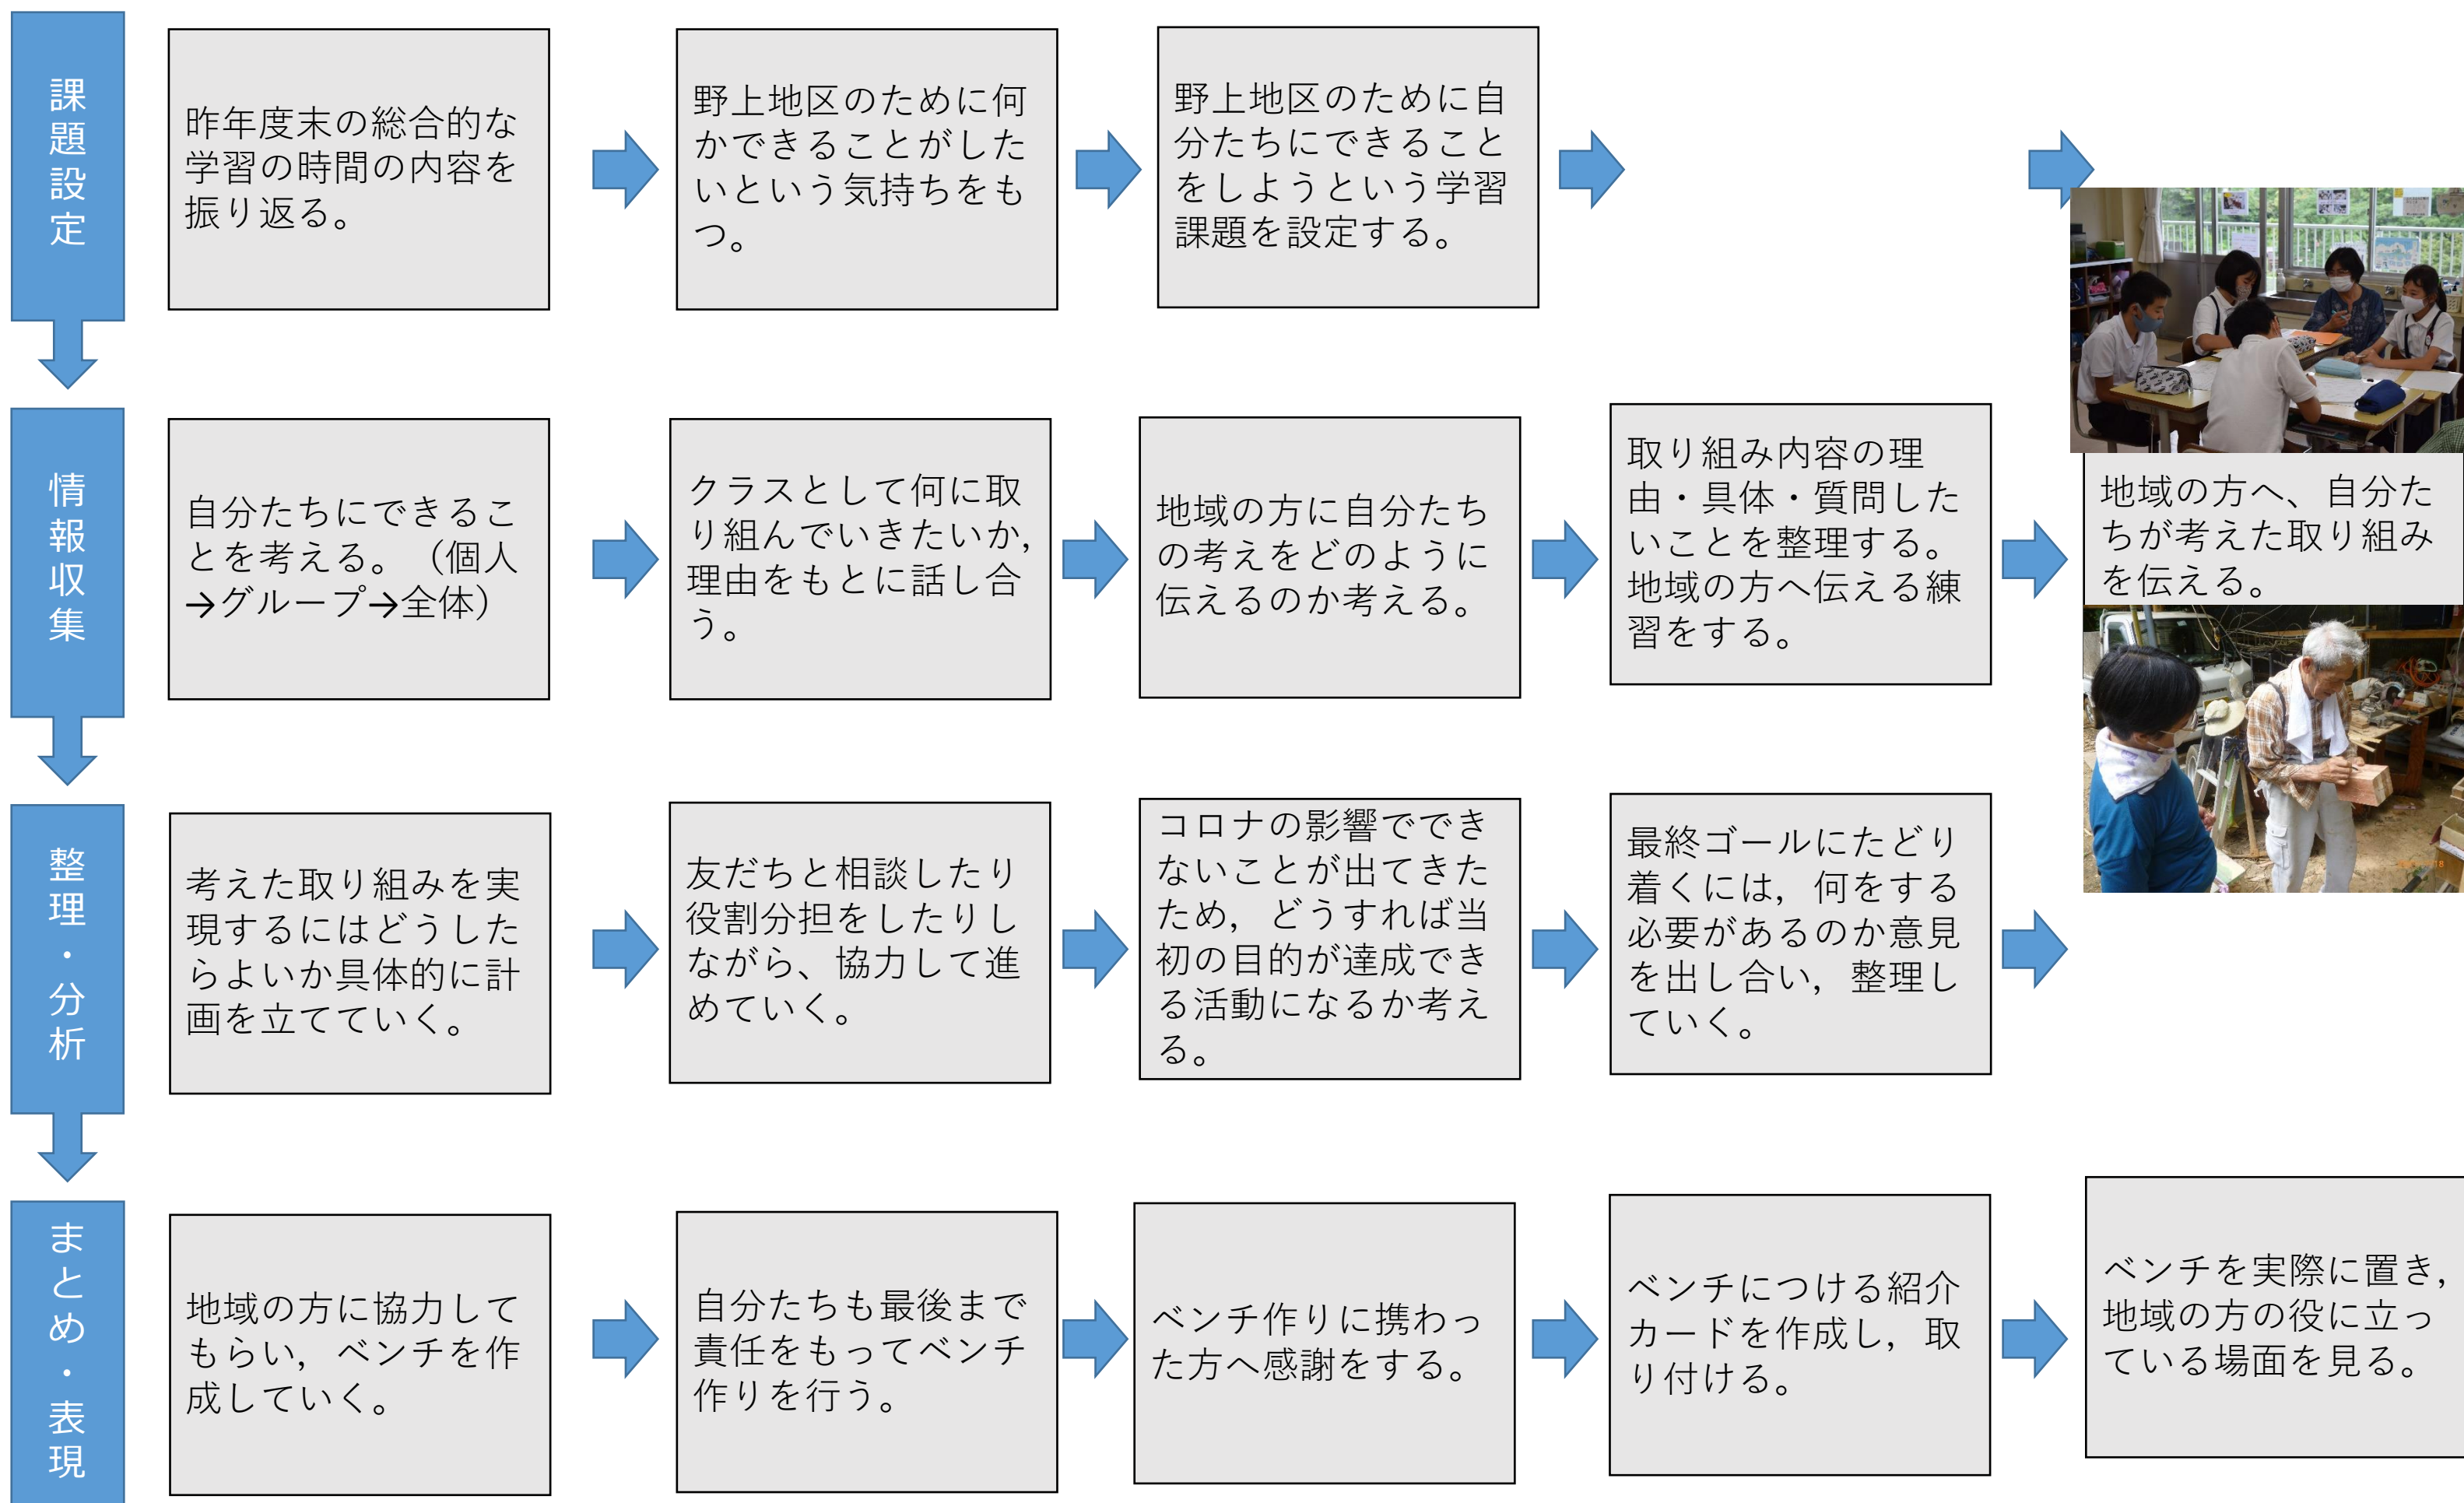 課題設定
昨年度末の総合的な
学習の時間の内容を
振り返る。
野上地区のために何
かできることがした
いという気持ちをも
つ。
野上地区のために自
分たちにできること
をしようという学習
課題を設定する。
情報収集
自分たちにできるこ
とを考える。（個人
→グループ→全体）
クラスとして何に取
り組んでいきたいか,
理由をもとに話し合
う。
地域の方に自分たち
の考えをどのように
伝えるのか考える。
取り組み内容の理
由・具体・質問した
いことを整理する。
地域の方へ伝える練
習をする。
地域の方へ、自分た
ちが考えた取り組み
を伝える。
整理・分析
考えた取り組みを実
現するにはどうした
らよいか具体的に計
画を立てていく。
友だちと相談したり
役割分担をしたりし
ながら、協力して進
めていく。
コロナの影響ででき
ないことが出てきた
ため，どうすれば当
初の目的が達成でき
る活動になるか考え
る。
最終ゴールにたどり
着くには，何をする
必要があるのか意見
を出し合い，整理し
ていく。
まとめ・表現
地域の方に協力して
もらい，ベンチを作
成していく。
自分たちも最後まで
責任をもってベンチ
作りを行う。
ベンチ作りに携わっ
た方へ感謝をする。
ベンチにつける紹介
カードを作成し，取
り付ける。
ベンチを実際に置き,
地域の方の役に立っ
ている場面を見る。